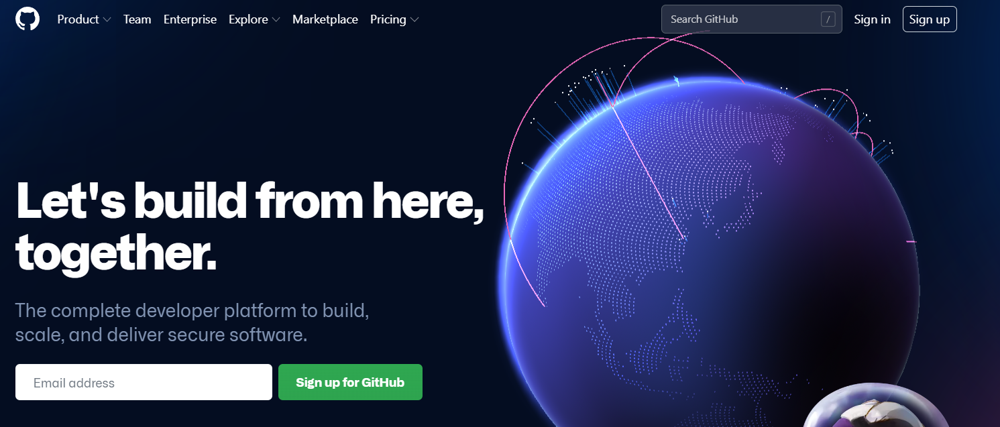 Product Team Enterprise Explore Marketplace Pricing Search GitHub / Sign in Sign up
Let's build from here,
together.
The complete developer platform to build,
scale, and deliver secure software.
Email address Sign up for GitHub